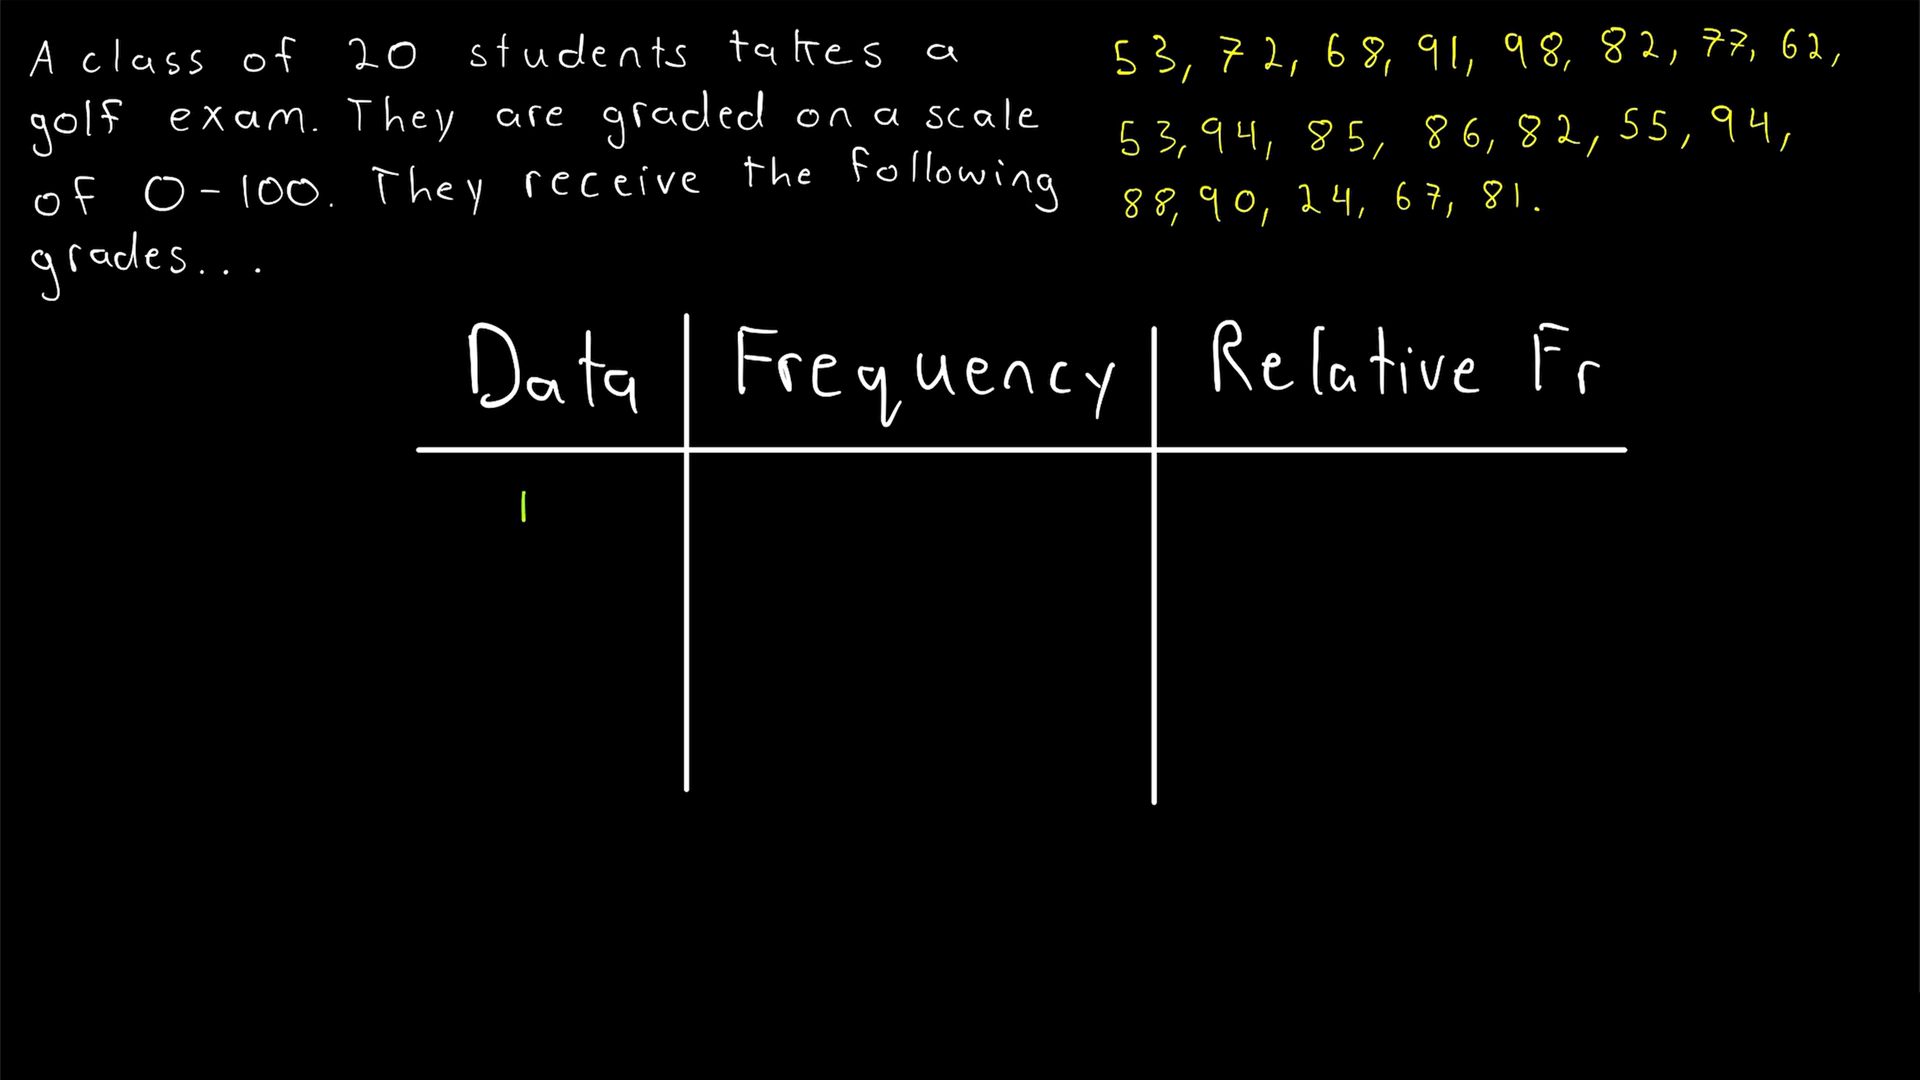 A class of 20 students takes a
golf exam. They are graded on a scale
of 0-100. They receive the following
grades...
53, 72, 68, 91, 98, 82, 77, 62,
53, 94, 85, 86, 82, 55, 94,
88, 90, 24, 67, 81.
Data Frequency Relative Fr
1